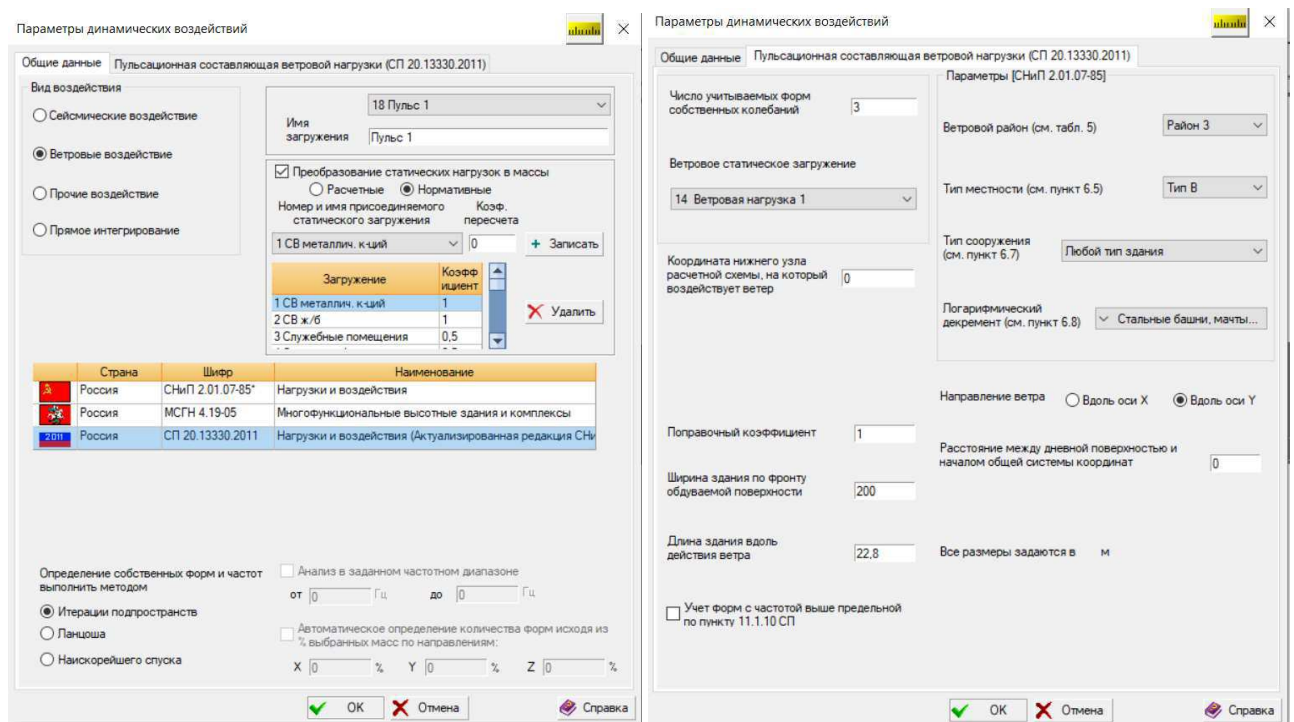 Параметры динамических воздействий
Общие данные Пульсационная составляющая ветровой нагрузки (СП 20.13330.2011)
Вид воздействия
Сейсмические воздействие
Ветровые воздействие
Прочие воздействие
Прямое интегрирование
18 Пульс 1
Имя
загружения Пульс 1
Преобразование статических нагрузок в массы
Расчетные Нормативные
Номер и имя присоединяемого Коэф.
статического загружения пересчета
1 СВ металлич. к-ций 0 Записать
Загружение Коэфф
ициент
1 СВ металлич. к-ций 1
2 СВ ж/б 1
3 Служебные помещения 0,5
Удалить
Страна Шифр Наименование
Россия СНиП 2.01.07-85* Нагрузки и воздействия
Россия МСГН 4.19-05 Многофункциональные высотные здания и комплексы
2011 Россия СП 20.13330.2011 Нагрузки и воздействия (Актуализированная редакция СНи
Определение собственных форм и частот
выполнить методом
Итерации подпространств
Ланцоша
Наискорейшего спуска
Анализ в заданном частотном диапазоне
от 0 Гц до 0 Гц
Автоматическое определение количества форм исходя из
% выбранных масс по направлениям:
X 0 % Y 0 % Z 0 %
OK Отмена Справка
Параметры динамических воздействий
Общие данные Пульсационная составляющая ветровой нагрузки (СП 20.13330.2011)
Число учитываемых форм
собственных колебаний 3
Ветровое статическое загружение
14 Ветровая нагрузка 1
Координата нижнего узла
расчетной схемы, на который
воздействует ветер 0
Поправочный коэффициент 1
Ширина здания по фронту
обдуваемой поверхности 200
Длина здания вдоль
действия ветра 22,8
Учет форм с частотой выше предельной
по пункту 11.1.10 СП
Параметры [СНиП 2.01.07-85]
Ветровой район (см. табл. 5) Район 3
Тип местности (см. пункт 6.5) Тип B
Тип сооружения
(см. пункт 6.7) Любой тип здания
Логарифмический
декремент (см. пункт 6.8) Стальные башни, мачты...
Направление ветра Вдоль оси X Вдоль оси Y
Расстояние между дневной поверхностью и
началом общей системы координат 0
Все размеры задаются в м
OK Отмена Справка